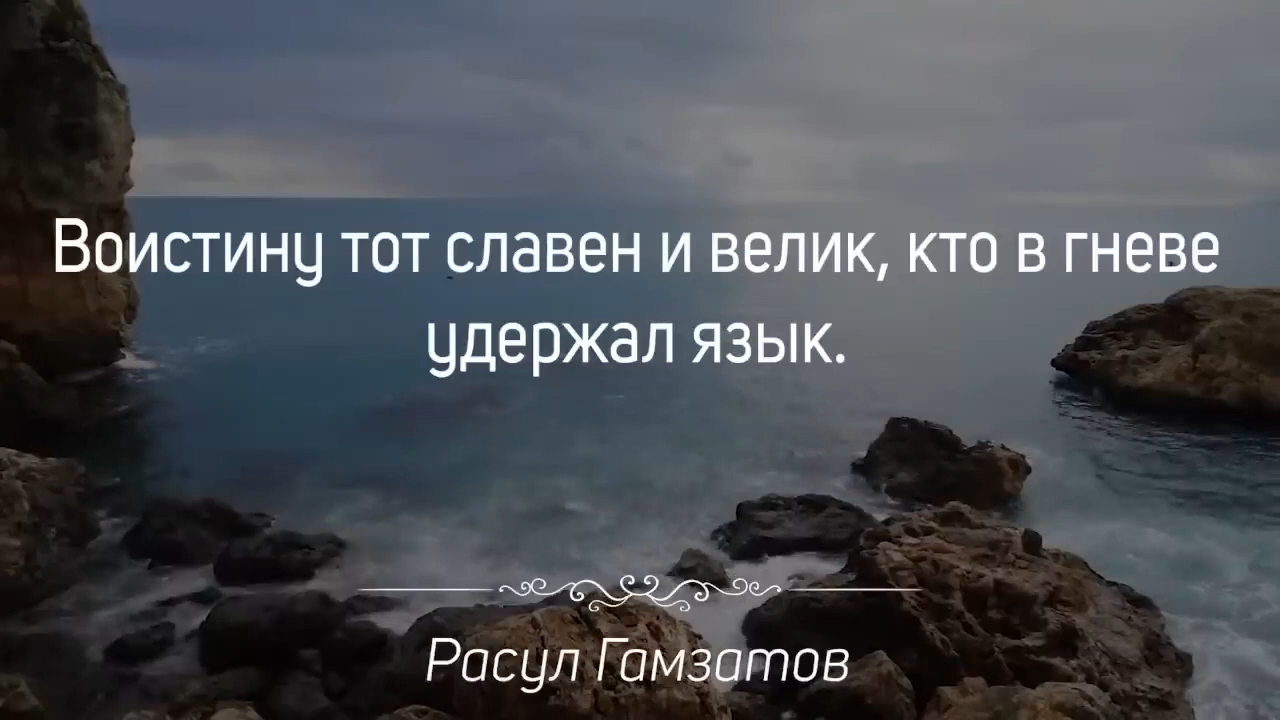 Воистину тот славен и велик, кто в гневе
удержал язык.
Расул Гамзатов